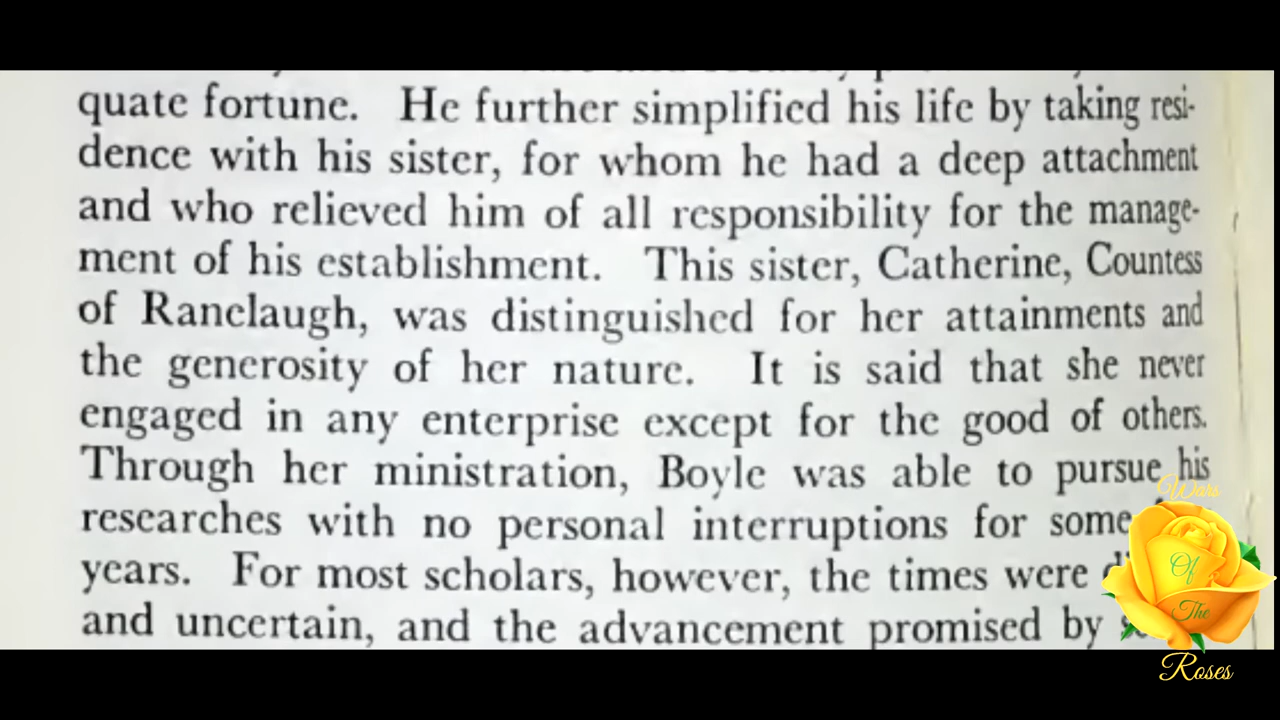 quate fortune. He further simplified his life by taking resi-
dence with his sister, for whom he had a deep attachment
and who relieved him of all responsibility for the manage-
ment of his establishment. This sister, Catherine, Countess
of Ranelaugh, was distinguished for her attainments and
the generosity of her nature. It is said that she never
engaged in any enterprise except for the good of others.
Through her ministration, Boyle was able to pursue his
researches with no personal interruptions for some
years. For most scholars, however, the times were
and uncertain, and the advancement promised by
Wars
Of
The
Roses